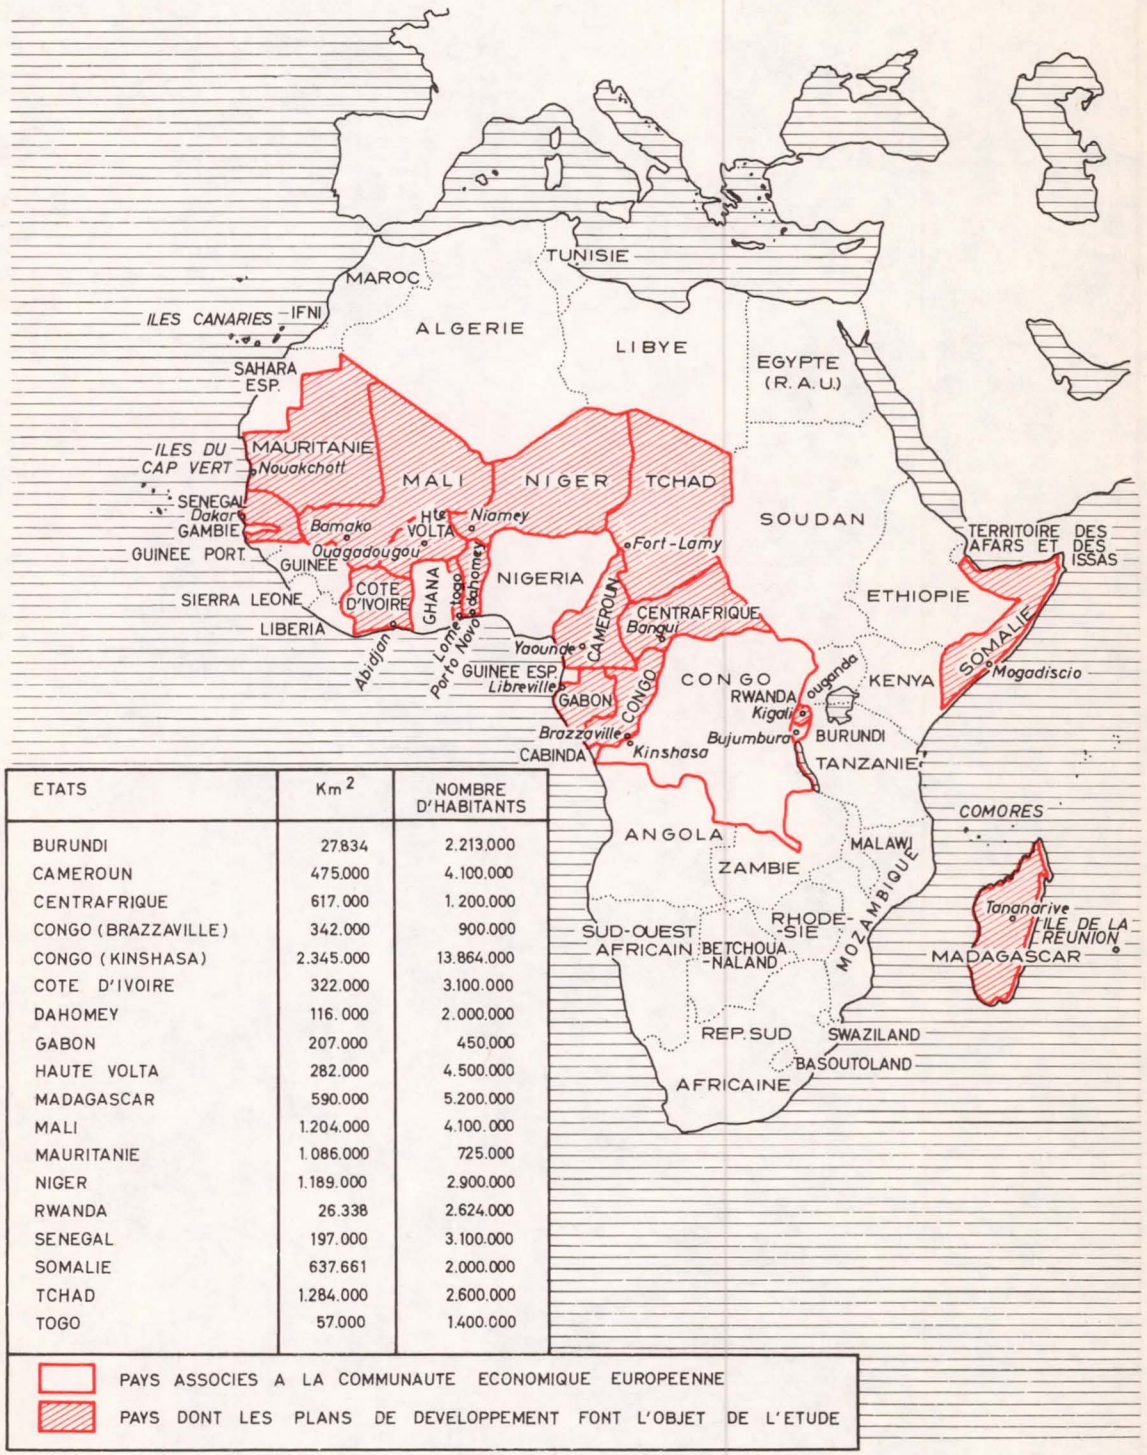 TUNISIE
MAROC
ILES CANARIES
IFNI
ALGERIE
LIBYE
EGYPTE
(R.A.U.)
SAHARA
ESP.
ILES DU
CAP VERT
MAURITANIE
Nouakchott
MALI
NIGER
TCHAD
SENEGAL
Dakar
GAMBIE
Bamako
Hte
VOLTA
Niamey
SOUDAN
TERRITOIRE DES
AFARS ET DES
DES
ISSAS
GUINEE PORT.
GUINEE
Ouagadougou
Fort-Lamy
NIGERIA
SIERRA LEONE
COTE
D'IVOIRE
GHANA
togo
dahomey
CAMEROUN
CENTRAFRIQUE
Bangui
ETHIOPIE
SOMALIE
LIBERIA
Abidjan
Lome
Porto Novo
Yaounde
GUINEE ESP.
Libreville
GABON
CONGO
CONGO
RWANDA
Kigali
ouganda
KENYA
Mogadiscio
Brazzaville
Kinshasa
Bujumbura
BURUNDI
CABINDA
TANZANIE
COMORES
ANGOLA
ZAMBIE
MALAWI
MOZAMBIQUE
SUD-OUEST
AFRICAIN
BETCHOUA
-NALAND
RHODE-
SIE
Tananarive
ILE DE LA
REUNION
MADAGASCAR
REP. SUD
AFRICAINE
SWAZILAND
BASOUTOLAND
ETATS Km2 NOMBRE
D'HABITANTS
BURUNDI 27.834 2.213.000
CAMEROUN 475.000 4.100.000
CENTRAFRIQUE 617.000 1.200.000
CONGO (BRAZZAVILLE) 342.000 900.000
CONGO (KINSHASA) 2.345.000 13.864.000
COTE D'IVOIRE 322.000 3.100.000
DAHOMEY 116.000 2.000.000
GABON 207.000 450.000
HAUTE VOLTA 282.000 4.500.000
MADAGASCAR 590.000 5.200.000
MALI 1.204.000 4.100.000
MAURITANIE 1.086.000 725.000
NIGER 1.189.000 2.900.000
RWANDA 26.338 2.624.000
SENEGAL 197.000 3.100.000
SOMALIE 637.661 2.000.000
TCHAD 1.284.000 2.600.000
TOGO 57.000 1.400.000
PAYS ASSOCIES A LA COMMUNAUTE ECONOMIQUE EUROPEENNE
PAYS DONT LES PLANS DE DEVELOPPEMENT FONT L'OBJET DE L'ETUDE